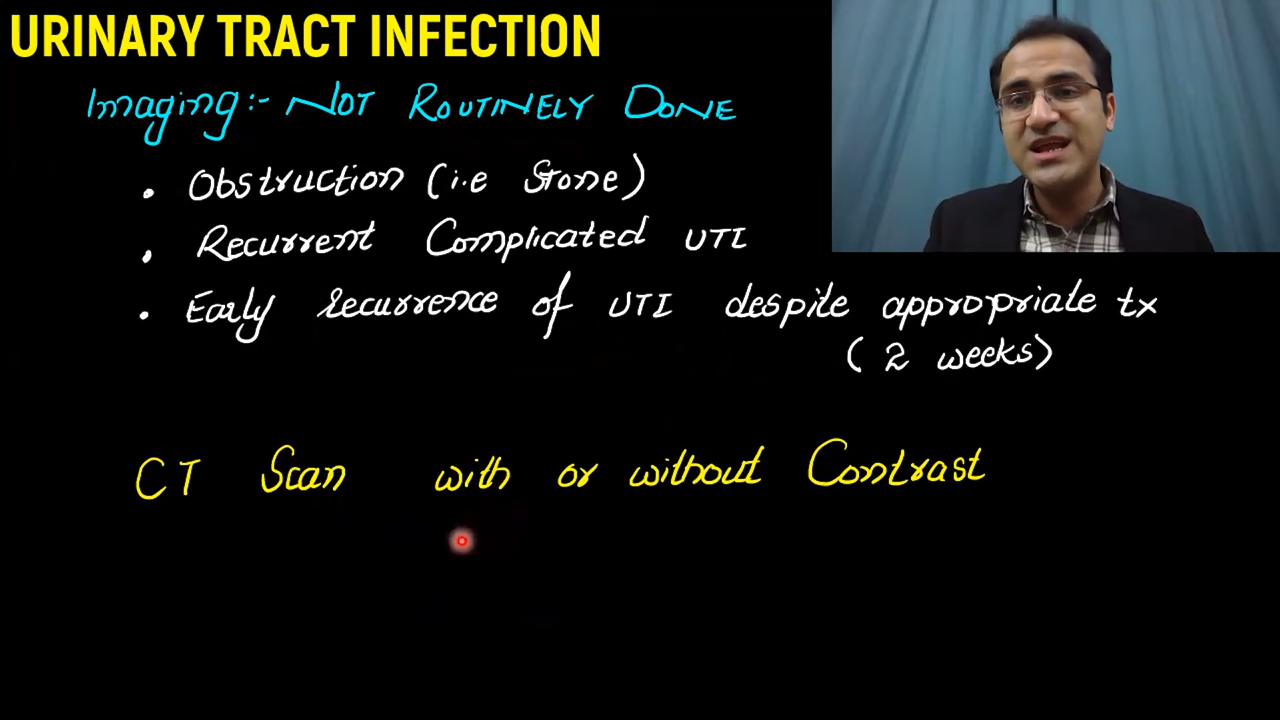 URINARY TRACT INFECTION
Imaging:- NOT ROUTINELY DONE
• Obstruction (i.e Stone)
• Recurrent Complicated UTI
• Early recurrence of UTI despite appropriate tx
(2 weeks)
CT Scan with or without Contrast